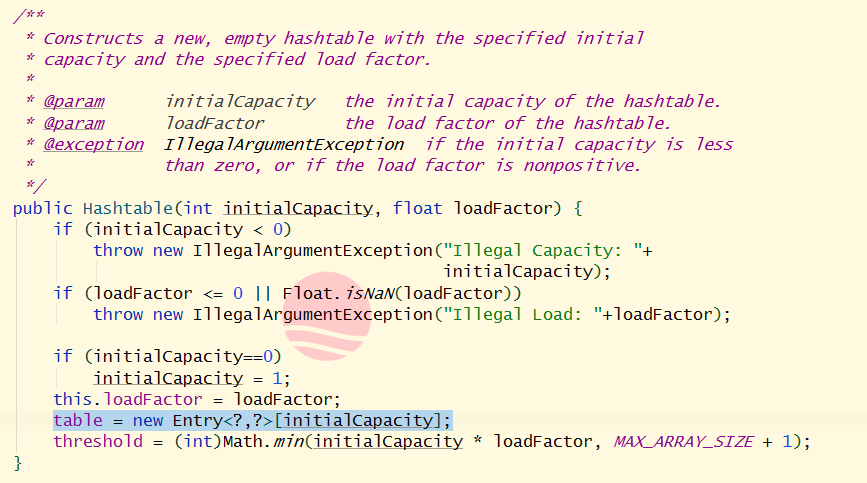 /**
 * Constructs a new, empty hashtable with the specified initial
 * capacity and the specified load factor.
 *
 * @param      initialCapacity   the initial capacity of the hashtable.
 * @param      loadFactor        the load factor of the hashtable.
 * @exception  IllegalArgumentException  if the initial capacity is less
 *             than zero, or if the load factor is nonpositive.
 */
public Hashtable(int initialCapacity, float loadFactor) {
    if (initialCapacity < 0)
        throw new IllegalArgumentException("Illegal Capacity: "+
                                           initialCapacity);
    if (loadFactor <= 0 || Float.isNaN(loadFactor))
        throw new IllegalArgumentException("Illegal Load: "+loadFactor);

    if (initialCapacity==0)
        initialCapacity = 1;
    this.loadFactor = loadFactor;
    table = new Entry<?,?>[initialCapacity];
    threshold = (int)Math.min(initialCapacity * loadFactor, MAX_ARRAY_SIZE + 1);
}